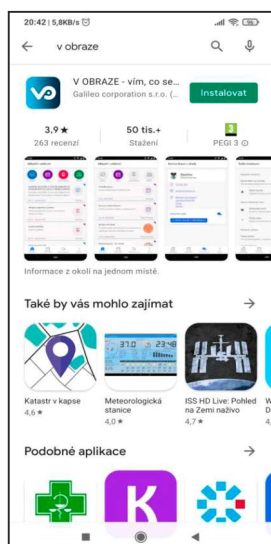 20:42 | 5,8KB/s
96
v obraze
V OBRAZE - vím, co se...
Galileo corporation s.r.o. (...
Instalovat
3,9 ★
263 recenzí
50 tis.+
Stažení
3
PEGI 3
Informace z okolí na jednom místě.
Také by vás mohlo zajímat
37.0 23:48
Katastr v kapse
4,6 ★
Meteorologická
stanice
4,0 ★
ISS HD Live: Pohled
na Zemi naživo
4,7 ★
Podobné aplikace
K